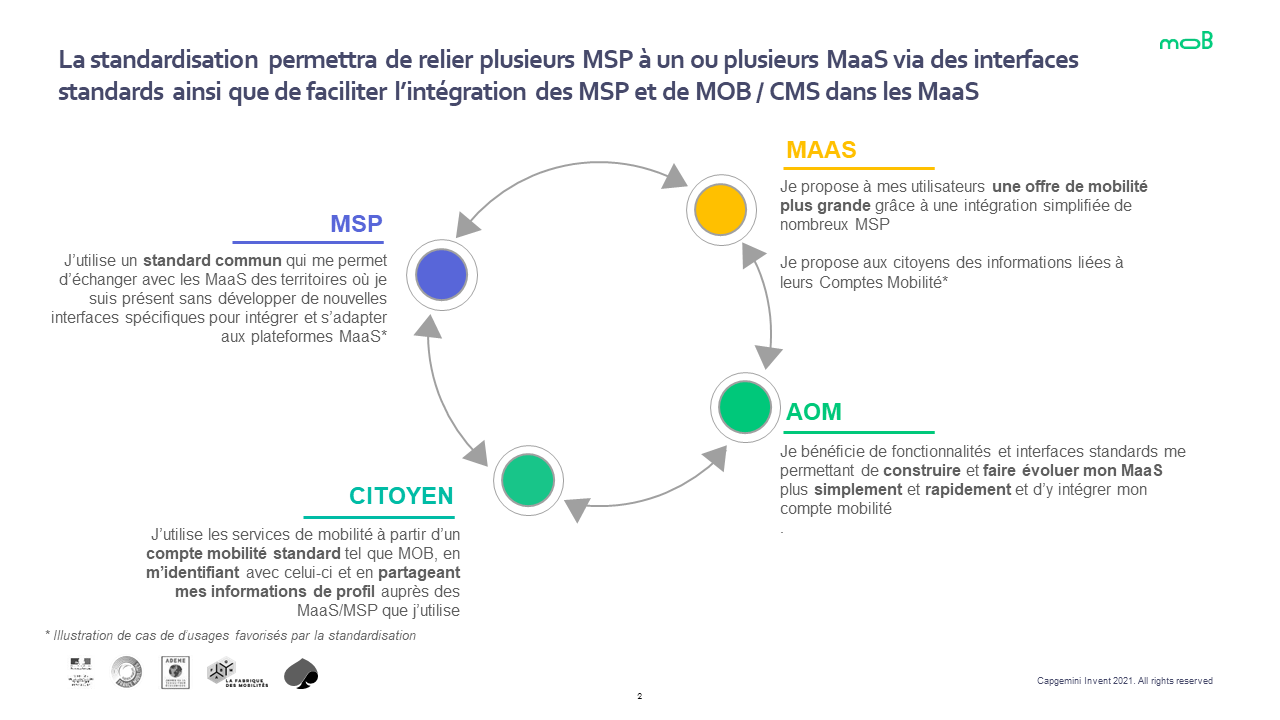 La standardisation permettra de relier plusieurs MSP à un ou plusieurs MaaS via des interfaces
standards ainsi que de faciliter l’intégration des MSP et de MOB / CMS dans les MaaS
moB
MAAS
Je propose à mes utilisateurs une offre de mobilité
plus grande grâce à une intégration simplifiée de
nombreux MSP
Je propose aux citoyens des informations liées à
leurs Comptes Mobilité*
MSP
J’utilise un standard commun qui me permet
d’échanger avec les MaaS des territoires où je
suis présent sans développer de nouvelles
interfaces spécifiques pour intégrer et s’adapter
aux plateformes MaaS*
AOM
Je bénéficie de fonctionnalités et interfaces standards me
permettant de construire et faire évoluer mon MaaS
plus simplement et rapidement et d’y intégrer mon
compte mobilité
.
CITOYEN
J’utilise les services de mobilité à partir d’un
compte mobilité standard tel que MOB, en
m’identifiant avec celui-ci et en partageant
mes informations de profil auprès des
MaaS/MSP que j’utilise
* Illustration de cas de d'usages favorisés par la standardisation
ADEME
LA FABRIQUE
DES MOBILITÉS
Capgemini Invent 2021. All rights reserved
2